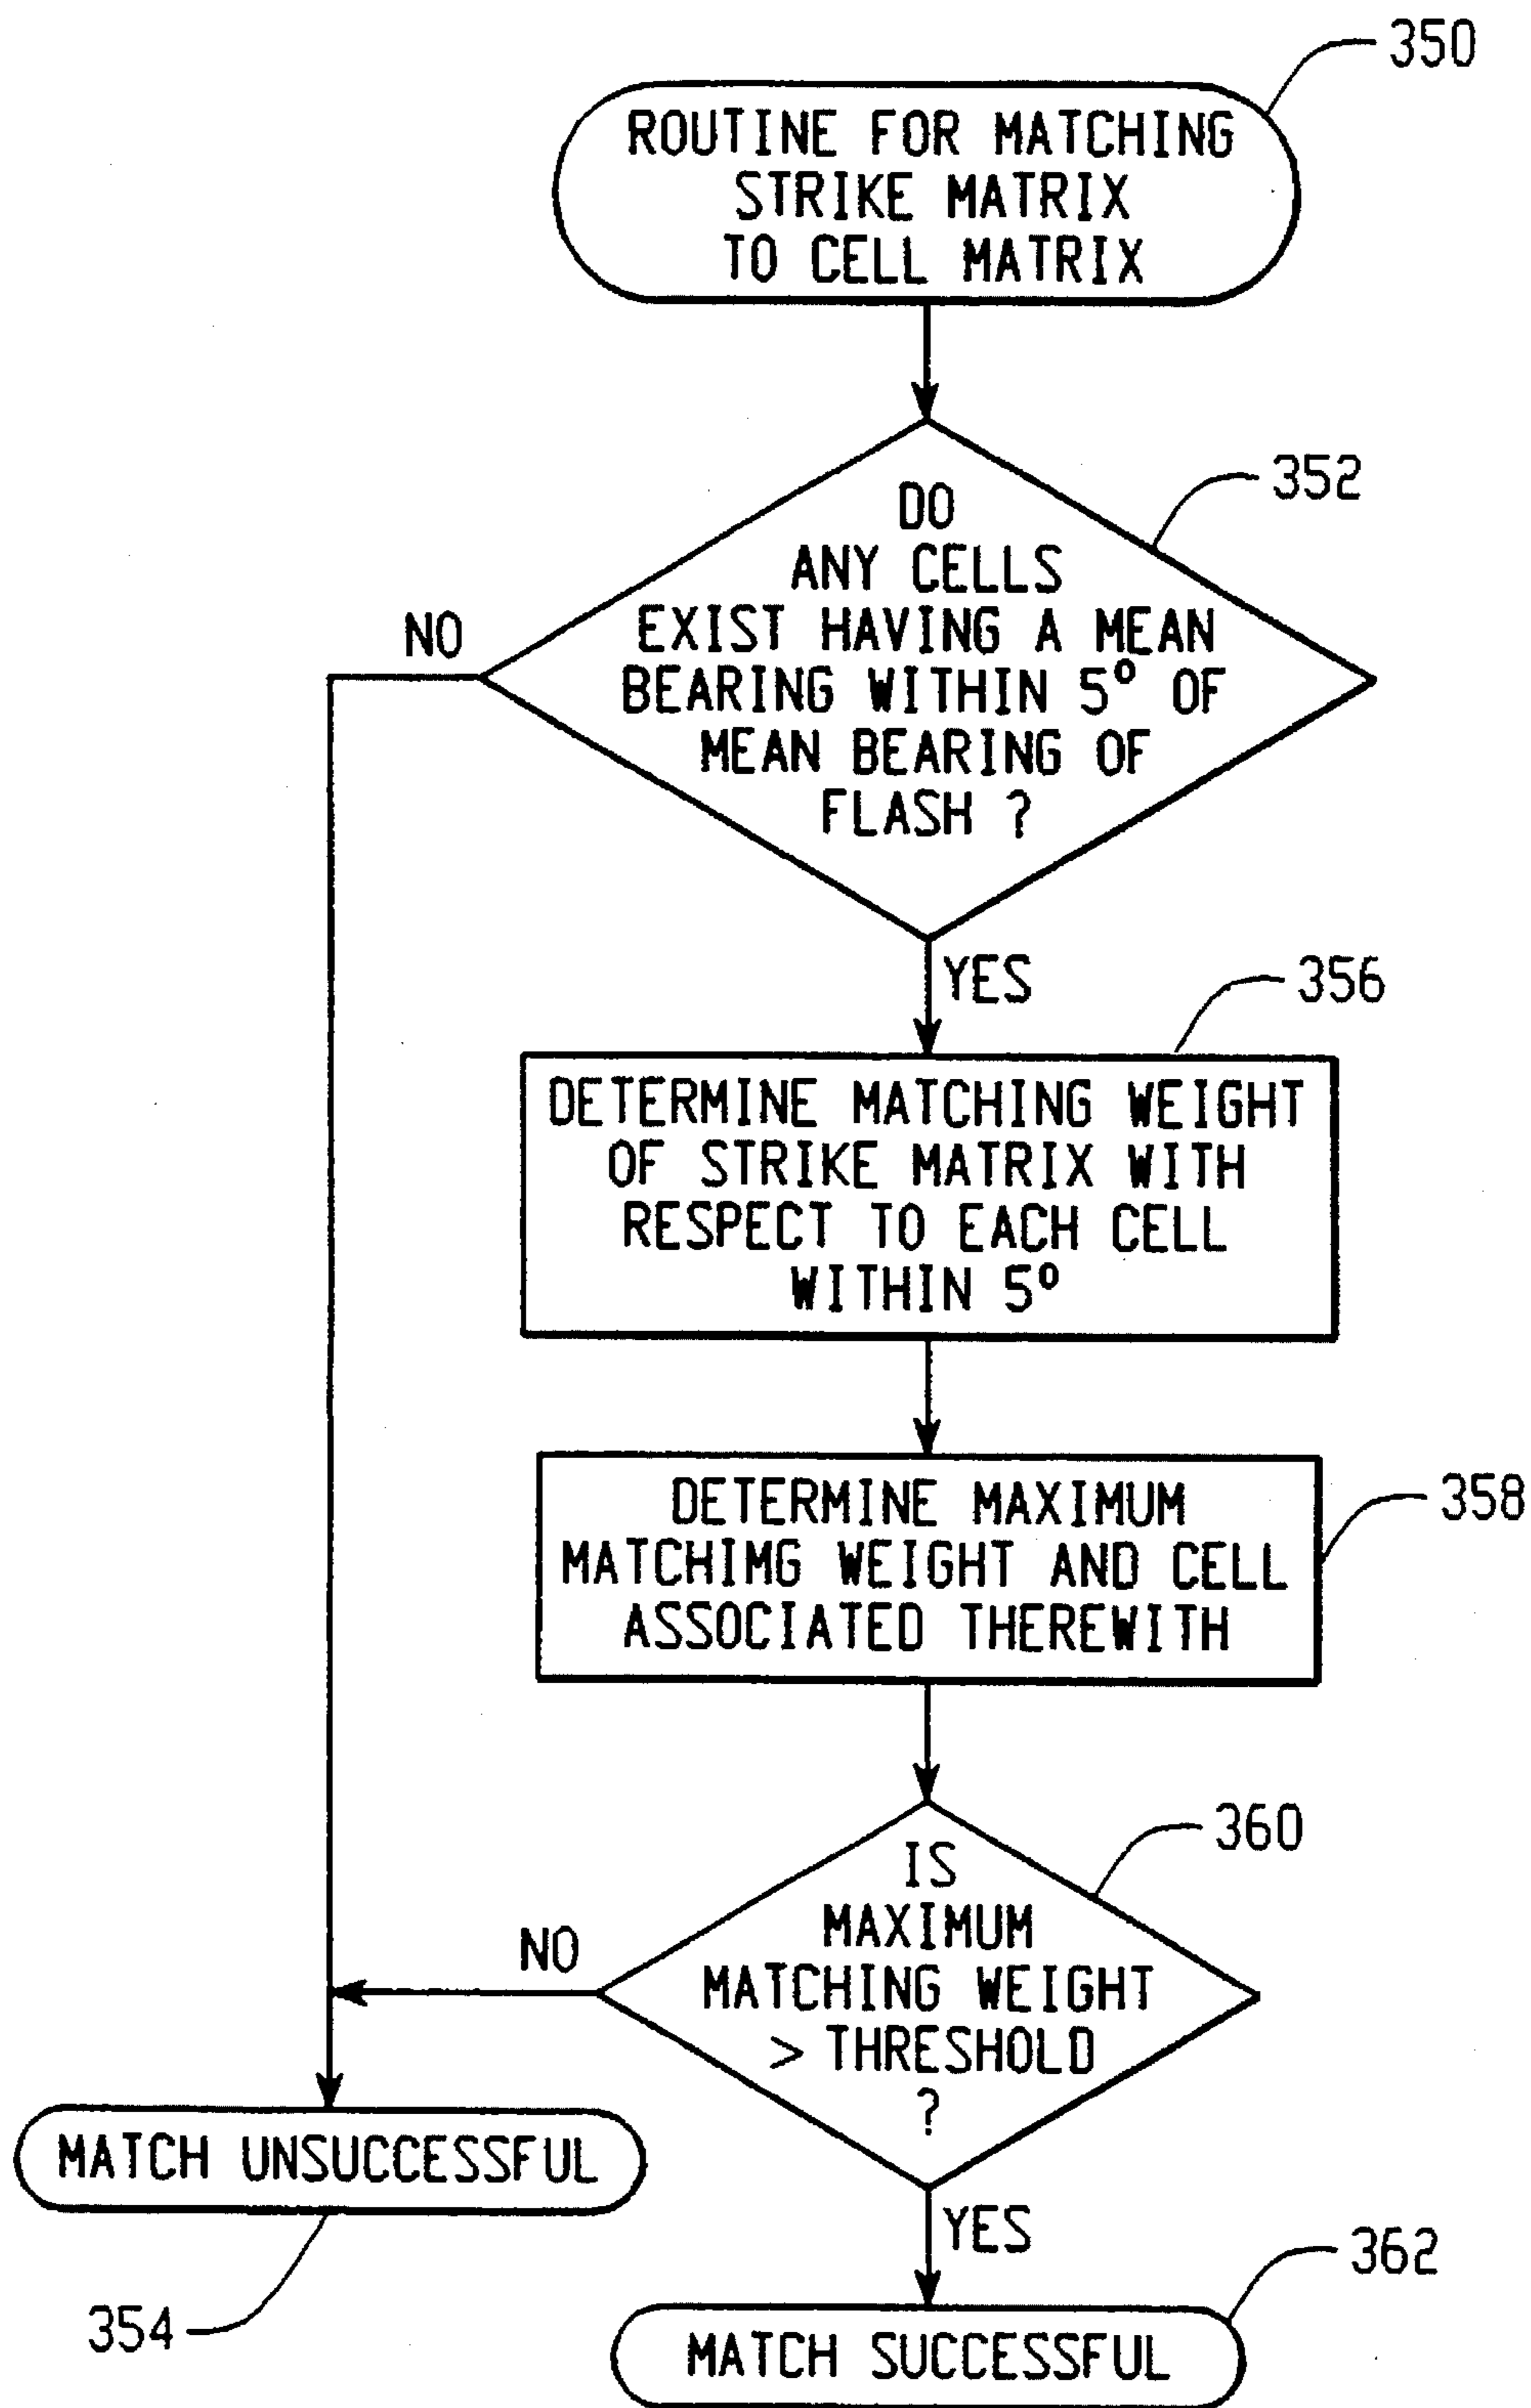 350
ROUTINE FOR MATCHING
STRIKE MATRIX
TO CELL MATRIX
352
DO
ANY CELLS
EXIST HAVING A MEAN
BEARING WITHIN 5º OF
MEAN BEARING OF
FLASH ?
NO
YES
356
DETERMINE MATCHING WEIGHT
OF STRIKE MATRIX WITH
RESPECT TO EACH CELL
WITHIN 5º
358
DETERMINE MAXIMUM
MATCHIMG WEIGHT AND CELL
ASSOCIATED THEREWITH
360
IS
MAXIMUM
MATCHING WEIGHT
> THRESHOLD
?
NO
MATCH UNSUCCESSFUL
354
YES
362
MATCH SUCCESSFUL